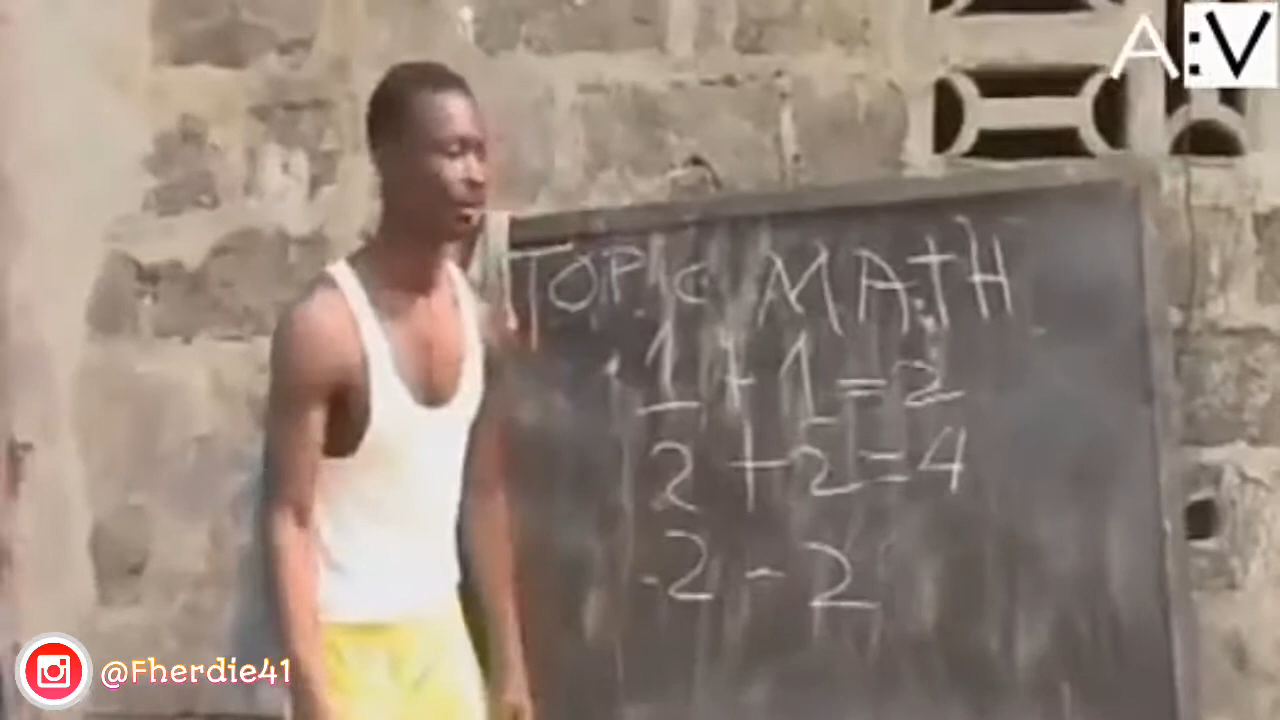 A:V
TOPIC MATH
1 + 1 = 2
2 + 2 = 4
-2 - 2
@Fherdie41